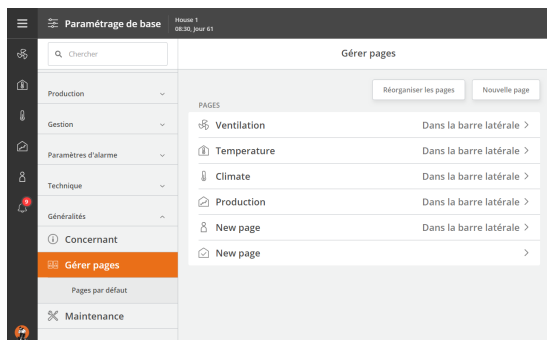 Paramétrage de base
House 1
08:30, jour 61
Chercher
Gérer pages
Production
Gestion
Paramètres d'alarme
Technique
Généralités
Concernant
Gérer pages
Pages par défaut
Maintenance
9
Réorganiser les pages
Nouvelle page
PAGES
Ventilation Dans la barre latérale
Temperature Dans la barre latérale
Climate Dans la barre latérale
Production Dans la barre latérale
New page Dans la barre latérale
New page